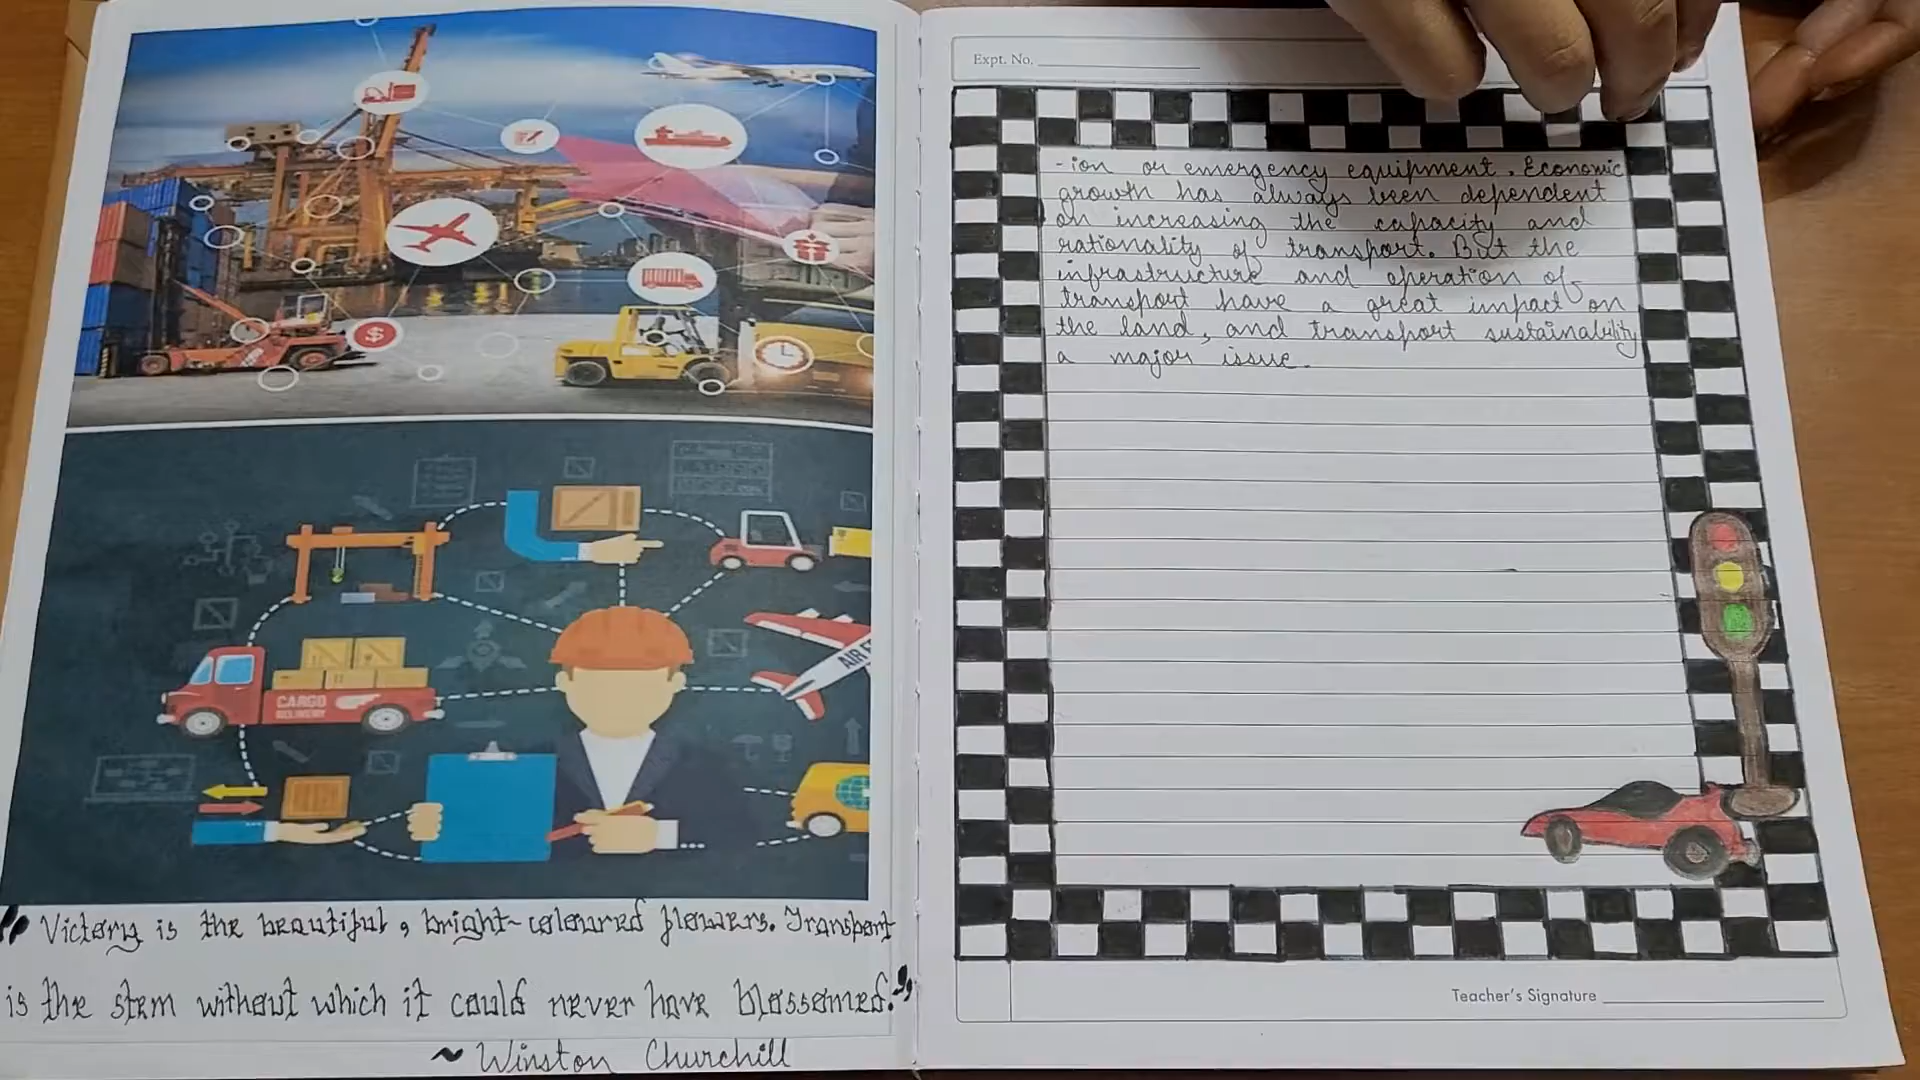 CARGO
DELIVERY
AIR F
" Victory is the beautiful, bright-coloured flowers. Transport
is the stem without which it could never have blossomed."
~ Winston Churchill
Expt. No.
-ion or emergency equipment. Economic
growth has always been dependent
on increasing the capacity and
rationality of transport. But the
infrastructure and operation of
transport have a great impact on
the land, and transport sustainability
a major issue.
Teacher's Signature